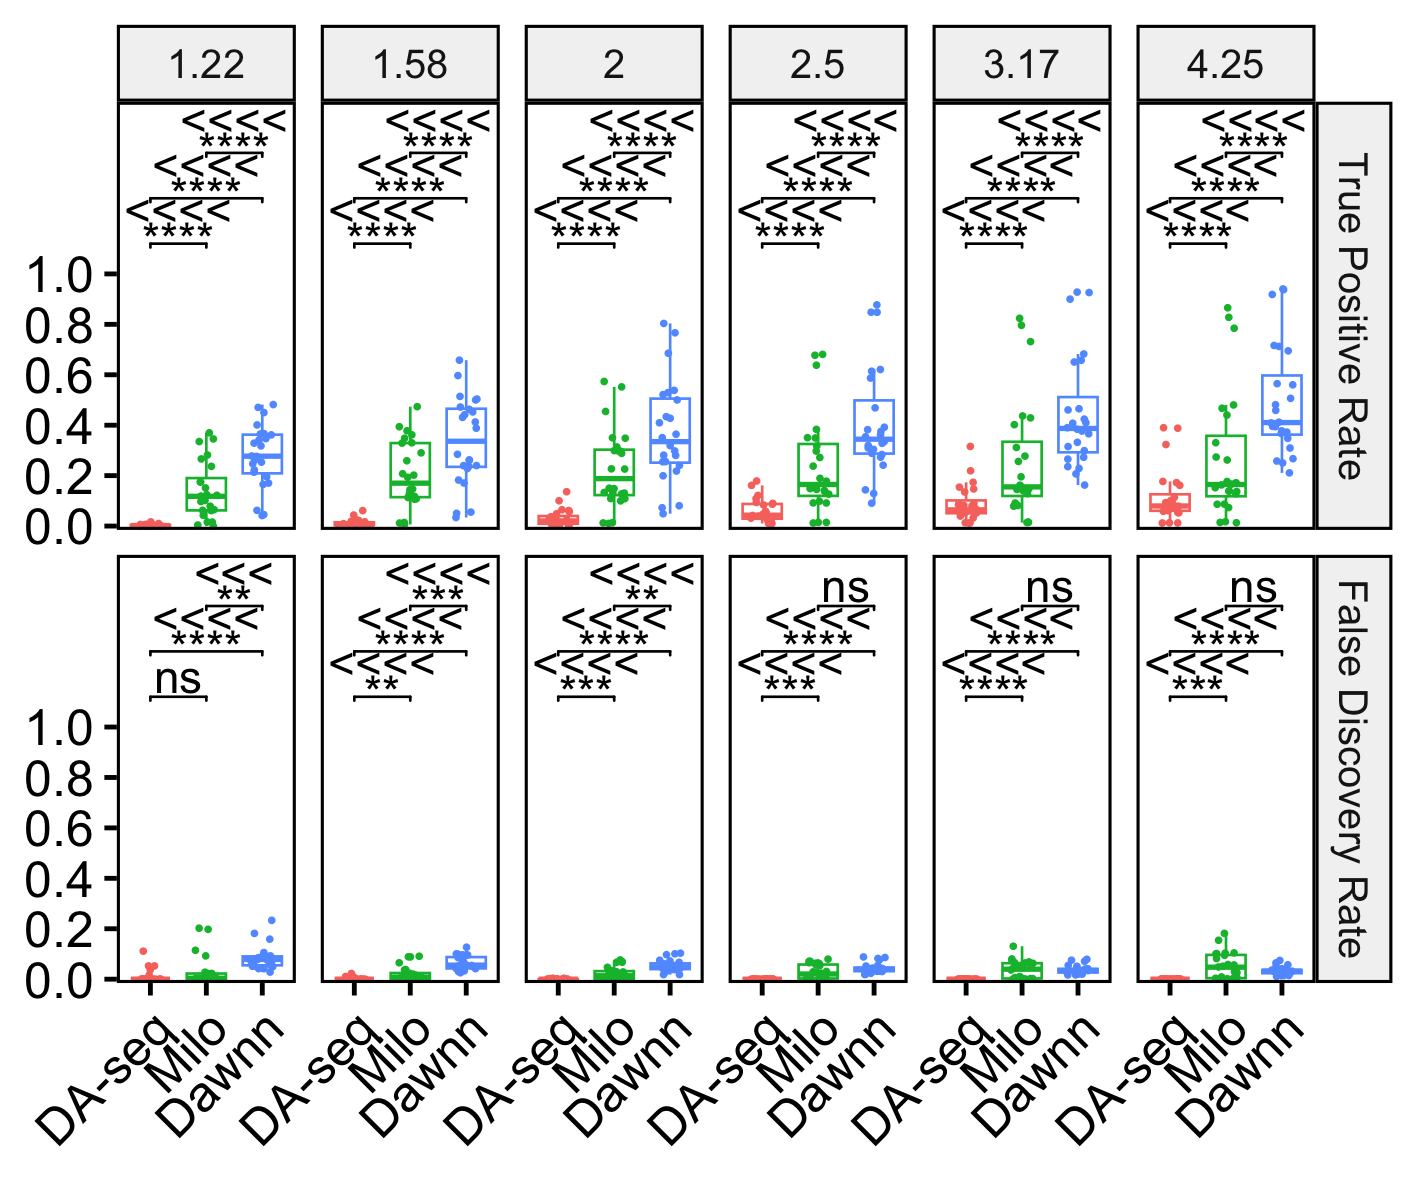 1.22 1.58 2 2.5 3.17 4.25
<<<< <<<< <<<< <<<< <<<< <<<<
**** **** **** **** **** ****
<<<< <<<< <<<< <<<< <<<< <<<<
**** **** **** **** **** ****
<<<< <<<< <<<< <<<< <<<< <<<<
**** **** **** **** **** ****
True Positive Rate
1.0
0.8
0.6
0.4
0.2
0.0
<<< <<<< <<<< ns ns ns
** *** **
<<<< <<<< <<<< <<<< <<<< <<<<
**** **** **** **** **** ****
ns <<<< <<<< <<<< <<<< <<<<
** *** *** **** ***
False Discovery Rate
1.0
0.8
0.6
0.4
0.2
0.0
DA-seq Milo Dawnn DA-seq Milo Dawnn DA-seq Milo Dawnn DA-seq Milo Dawnn DA-seq Milo Dawnn DA-seq Milo Dawnn